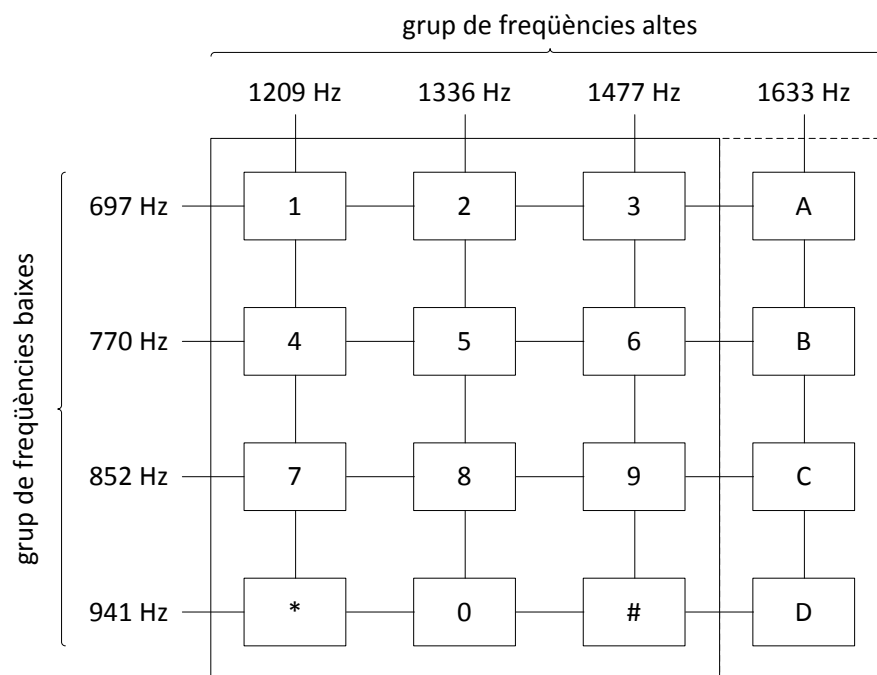 grup de freqüències altes
1209 Hz 1336 Hz 1477 Hz 1633 Hz
grup de freqüències baixes
697 Hz 1 2 3 A
770 Hz 4 5 6 B
852 Hz 7 8 9 C
941 Hz * 0 # D